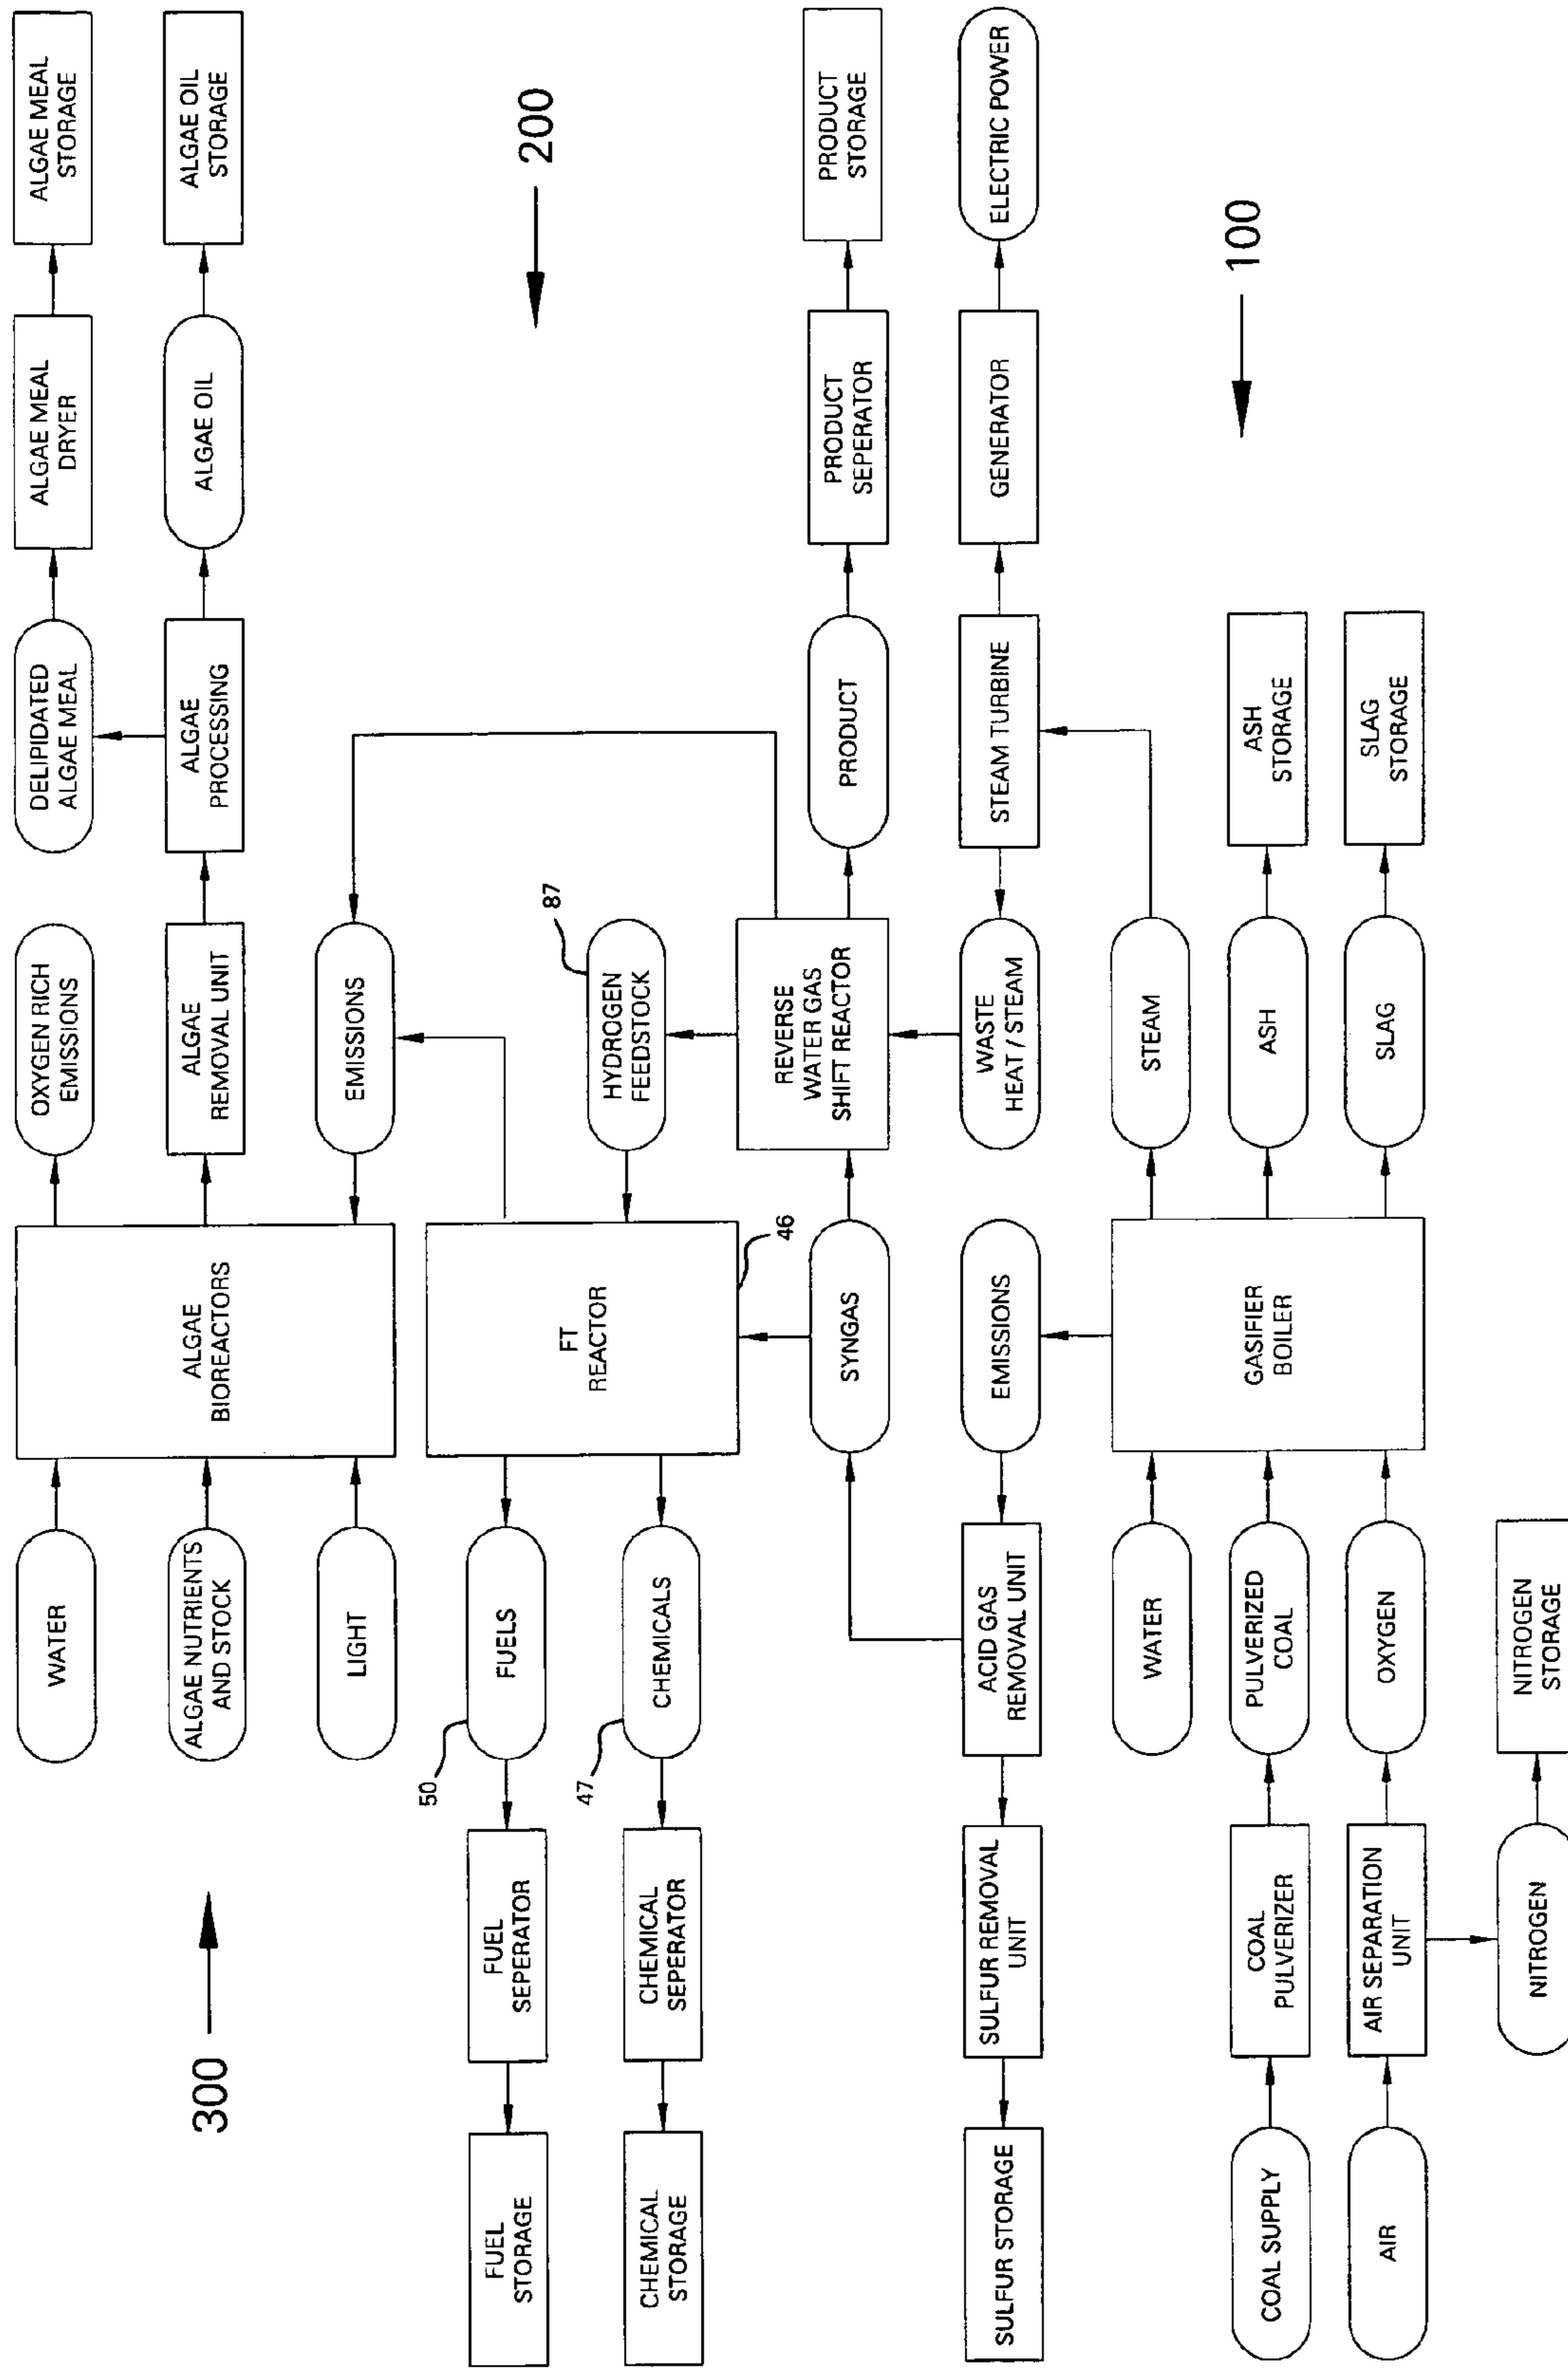 300
WATER
ALGAE NUTRIENTS
AND STOCK
LIGHT
ALGAE
BIOREACTORS
OXYGEN RICH
EMISSIONS
ALGAE
REMOVAL UNIT
EMISSIONS
DELIPIDATED
ALGAE MEAL
ALGAE
PROCESSING
ALGAE MEAL
DRYER
ALGAE OIL
ALGAE MEAL
STORAGE
ALGAE OIL
STORAGE
200
FUEL
STORAGE
FUEL
SEPERATOR
50
FUELS
CHEMICAL
STORAGE
CHEMICAL
SEPERATOR
47
CHEMICALS
FT
REACTOR
46
HYDROGEN
FEEDSTOCK
87
SYNGAS
REVERSE
WATER GAS
SHIFT REACTOR
PRODUCT
PRODUCT
SEPERATOR
PRODUCT
STORAGE
SULFUR STORAGE
SULFUR REMOVAL
UNIT
ACID GAS
REMOVAL UNIT
EMISSIONS
WASTE
HEAT / STEAM
STEAM TURBINE
GENERATOR
ELECTRIC POWER
100
COAL SUPPLY
COAL
PULVERIZER
WATER
PULVERIZED
COAL
OXYGEN
GASIFIER
BOILER
STEAM
ASH
SLAG
ASH
STORAGE
SLAG
STORAGE
AIR
AIR SEPARATION
UNIT
NITROGEN
NITROGEN
STORAGE